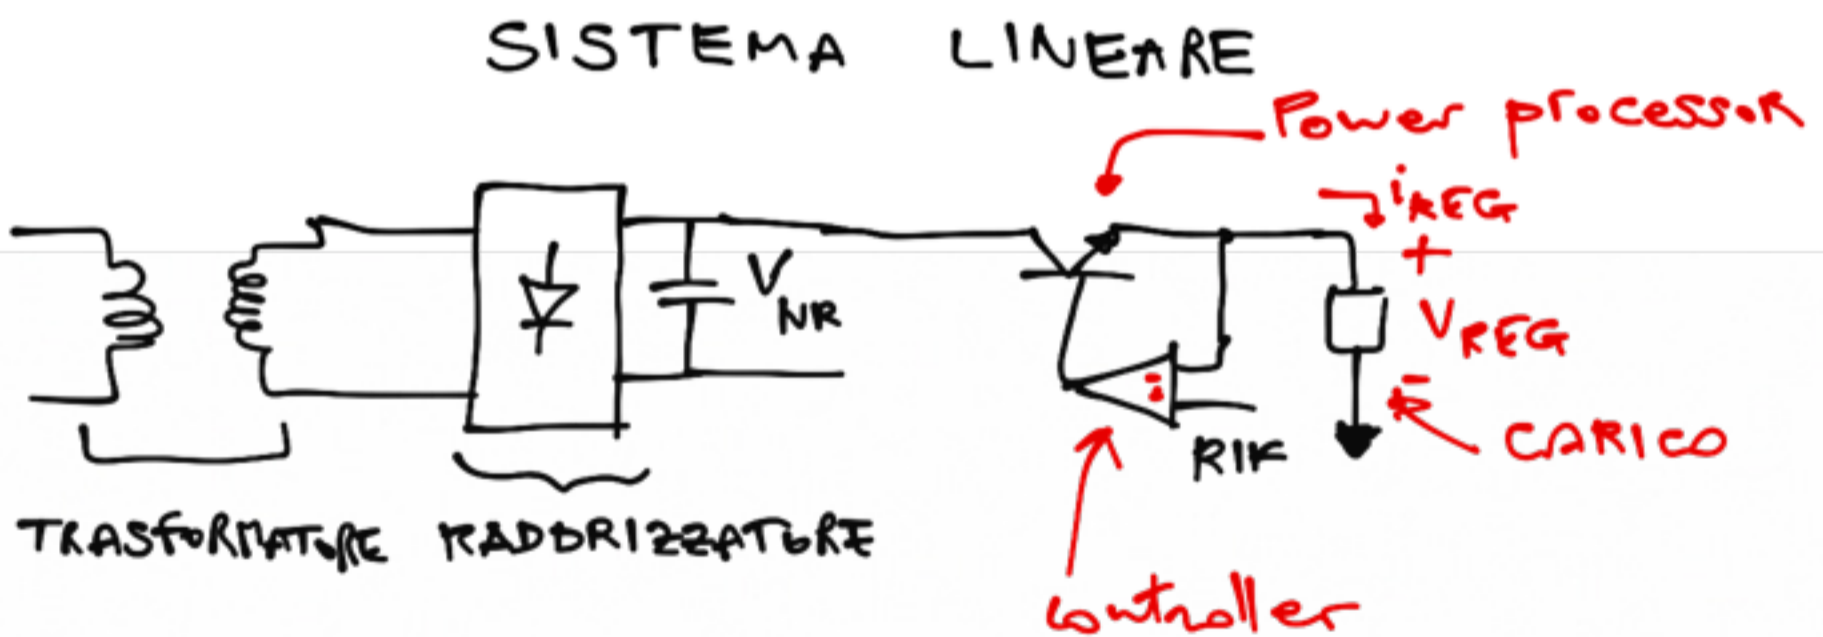 SISTEMA LINEARE
Power processor
iREG
+
VNR
VREG
-
CARICO
RIF
TRASFORMATORE RADDRIZZATORE
controller